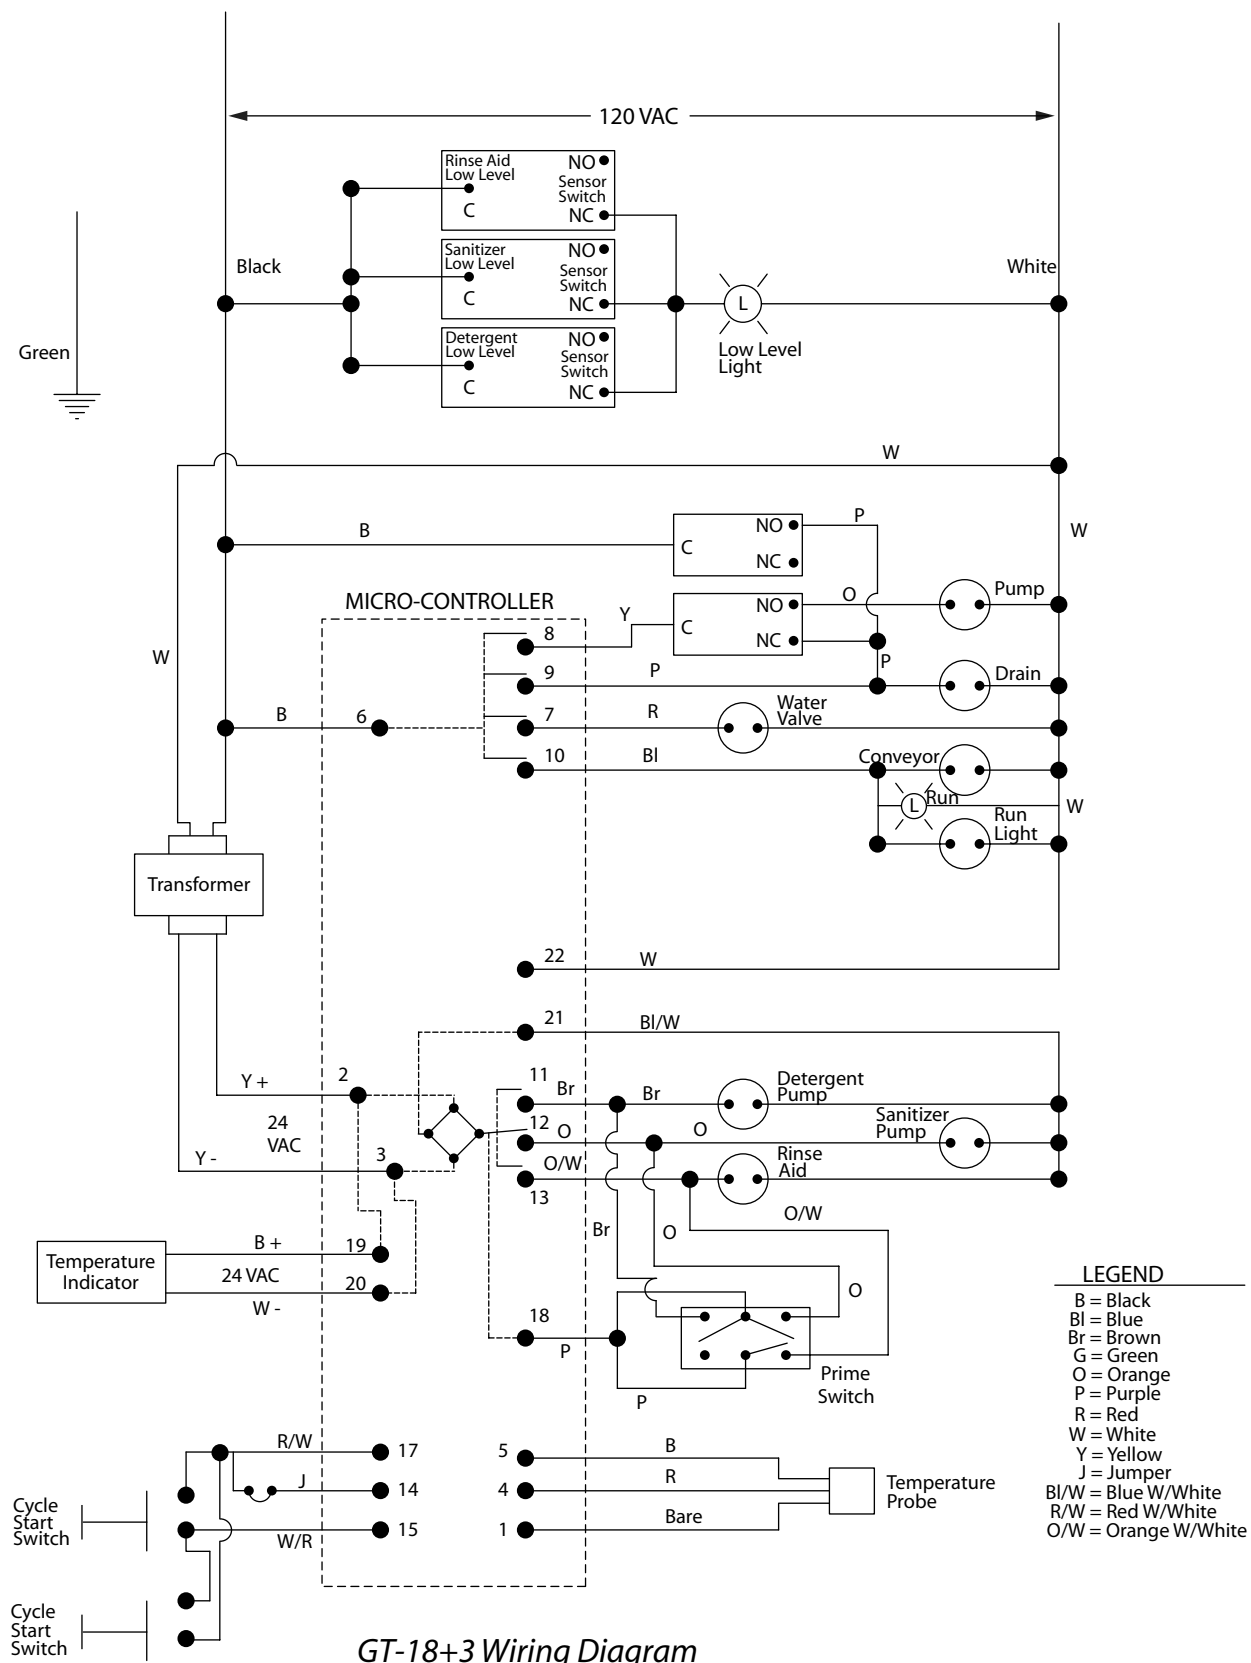 120 VAC
Rinse Aid
Low Level
NO
Sensor
Switch
C
NC
Sanitizer
Low Level
NO
Sensor
Switch
C
NC
Detergent
Low Level
NO
Sensor
Switch
C
NC
Black
White
Green
L
Low Level
Light
W
B
C
NO
NC
P
W
MICRO-CONTROLLER
Y
C
NO
NC
O
Pump
8
W
9
P
P
Drain
B
6
7
R
Water
Valve
10
Bl
Conveyor
L
Run
W
Run
Light
Transformer
22
W
21
Bl/W
Y +
2
24
VAC
Y -
3
11
Br
Br
Detergent
Pump
12
O
O
Sanitizer
Pump
O/W
13
Rinse
Aid
O/W
Br
O
O
Temperature
Indicator
B +
19
24 VAC
20
W -
18
P
P
Prime
Switch
LEGEND
B = Black
Bl = Blue
Br = Brown
G = Green
O = Orange
P = Purple
R = Red
W = White
Y = Yellow
J = Jumper
Bl/W = Blue W/White
R/W = Red W/White
O/W = Orange W/White
R/W
17
J
14
W/R
15
5
B
4
R
1
Bare
Temperature
Probe
Cycle
Start
Switch
Cycle
Start
Switch
GT-18+3 Wiring Diagram